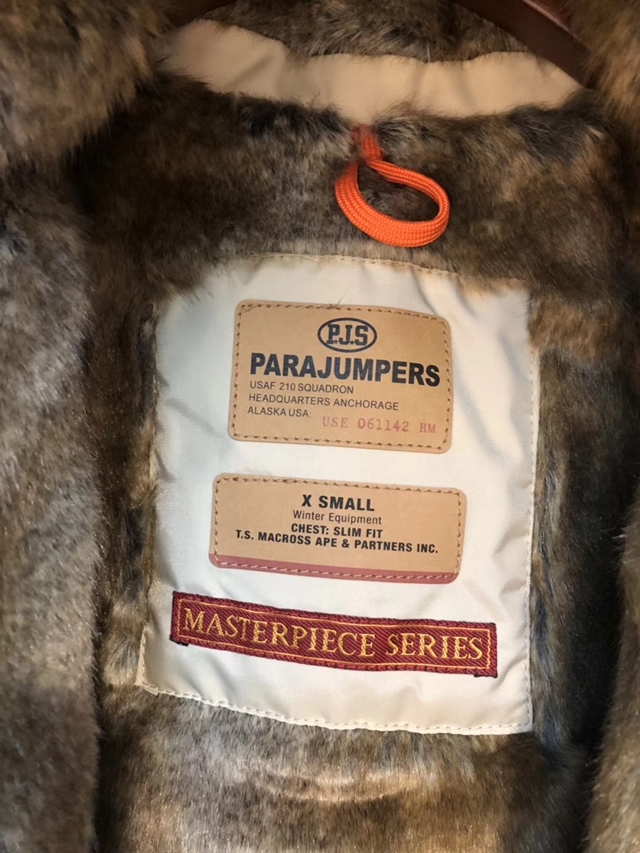 P.J.S
PARAJUMPERS
USAF 210 SQUADRON
HEADQUARTERS ANCHORAGE
ALASKA USA
USE 061142 RM
X SMALL
Winter Equipment
CHEST: SLIM FIT
T.S. MACROSS APE & PARTNERS INC.
MASTERPIECE SERIES